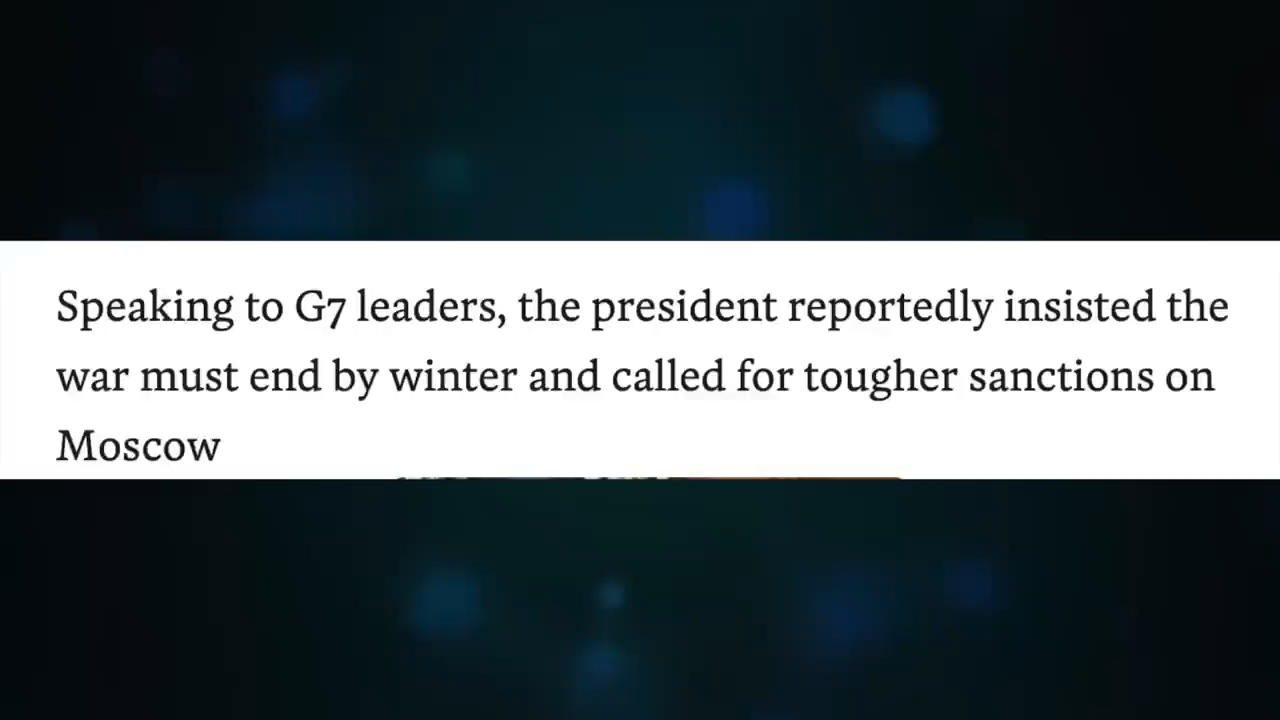 Speaking to G7 leaders, the president reportedly insisted the
war must end by winter and called for tougher sanctions on
Moscow